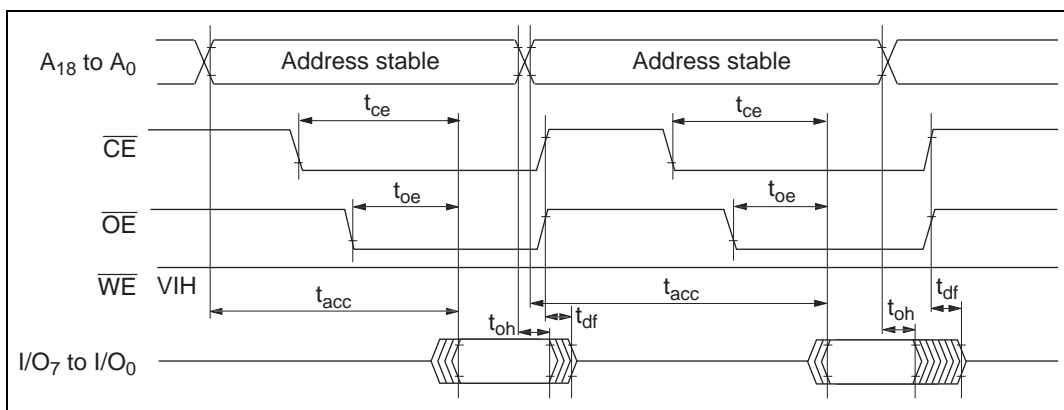 A18 to A0 Address stable Address stable
tce tce
CE
toe toe
OE
WE VIH
tacc tacc
toh tdf toh tdf
I/O7 to I/O0